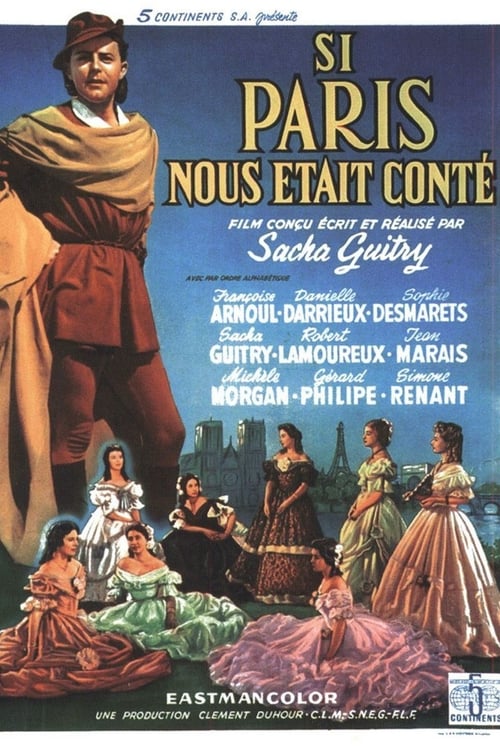 5 CONTINENTS S.A. présente
SI
PARIS
NOUS ETAIT CONTÉ
FILM CONÇU ÉCRIT ET RÉALISÉ PAR
Sacha Guitry
AVEC PAR ORDRE ALPHABÉTIQUE
Françoise Danielle Sophie
ARNOUL·DARRIEUX·DESMARETS
Sacha Robert Jean
GUITRY·LAMOUREUX·MARAIS
Michèle Gérard Simone
MORGAN·PHILIPE·RENANT
EASTMANCOLOR
UNE PRODUCTION CLEMENT DUHOUR-C.L.M.-S.N.E.G-F.L.F.
5
CONTINENTS